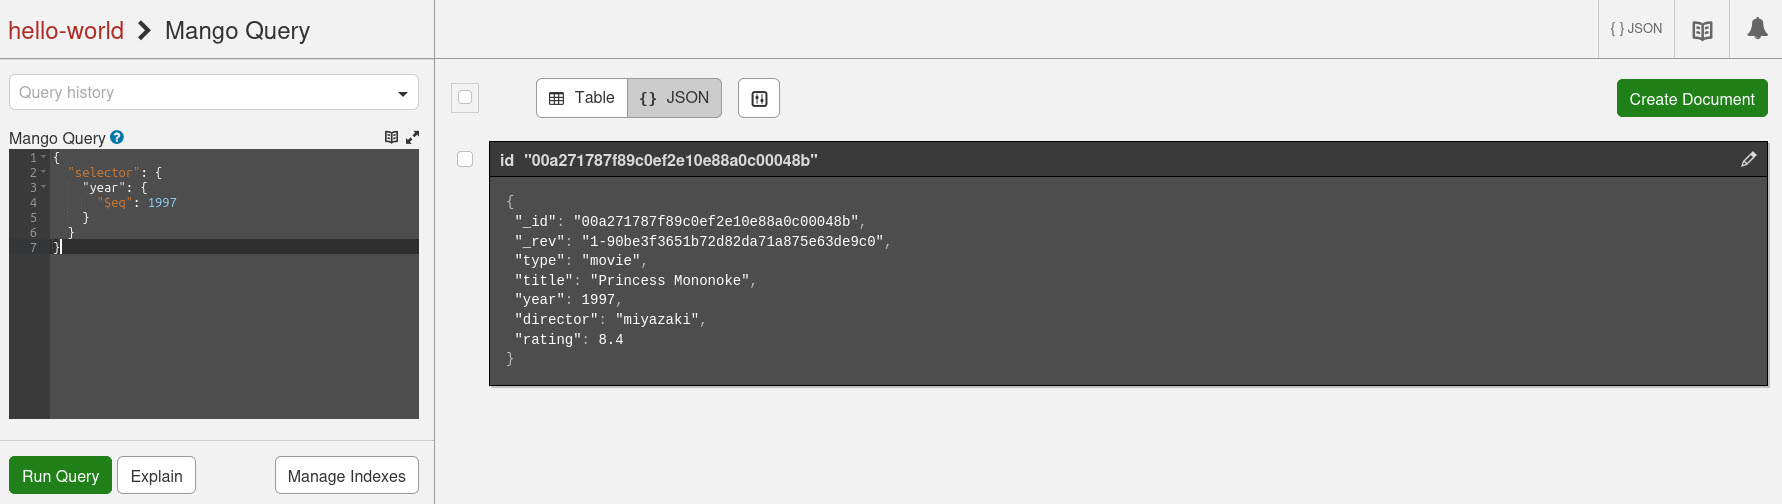 hello-world Mango Query
{ } JSON
Query history
Table {} JSON
Create Document
Mango Query ?
1 {
2 "selector": {
3 "year": {
4 "$eq": 1997
5 }
6 }
7 }
id "00a271787f89c0ef2e10e88a0c00048b"
{
"_id": "00a271787f89c0ef2e10e88a0c00048b",
"_rev": "1-90be3f3651b72d82da71a875e63de9c0",
"type": "movie",
"title": "Princess Mononoke",
"year": 1997,
"director": "miyazaki",
"rating": 8.4
}
Run Query Explain Manage Indexes